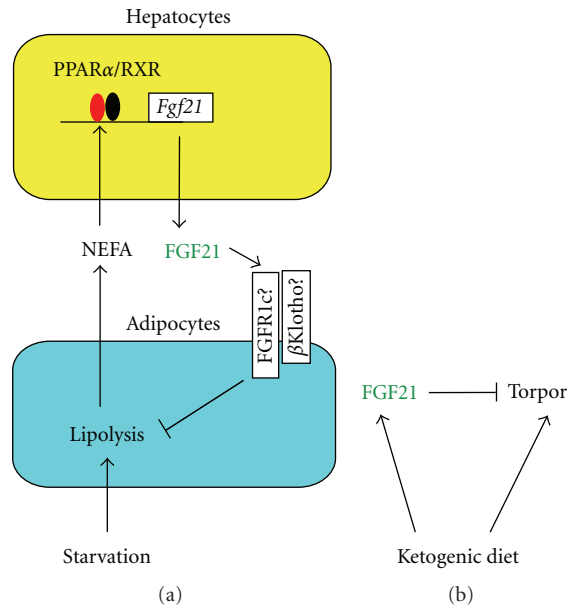 Hepatocytes
PPARα/RXR
Fgf21
NEFA
FGF21
FGFR1c?
βKlotho?
Adipocytes
Lipolysis
Starvation
(a)
FGF21
Torpor
Ketogenic diet
(b)